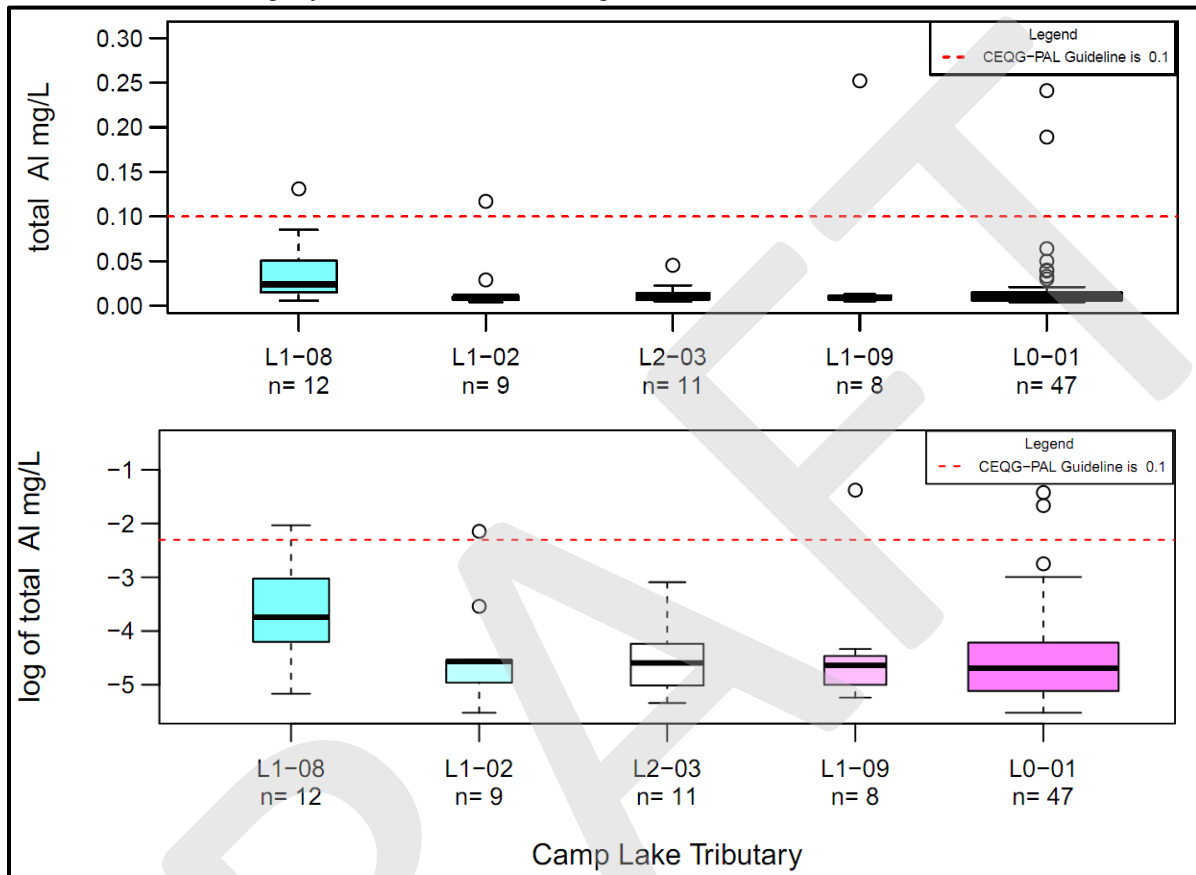 Legend
CEQG-PAL Guideline is 0.1
total Al mg/L
0.30
0.25
0.20
0.15
0.10
0.05
0.00
L1-08 L1-02 L2-03 L1-09 L0-01
n= 12 n= 9 n= 11 n= 8 n= 47
Legend
CEQG-PAL Guideline is 0.1
log of total Al mg/L
-1
-2
-3
-4
-5
L1-08 L1-02 L2-03 L1-09 L0-01
n= 12 n= 9 n= 11 n= 8 n= 47
Camp Lake Tributary
DRAFT